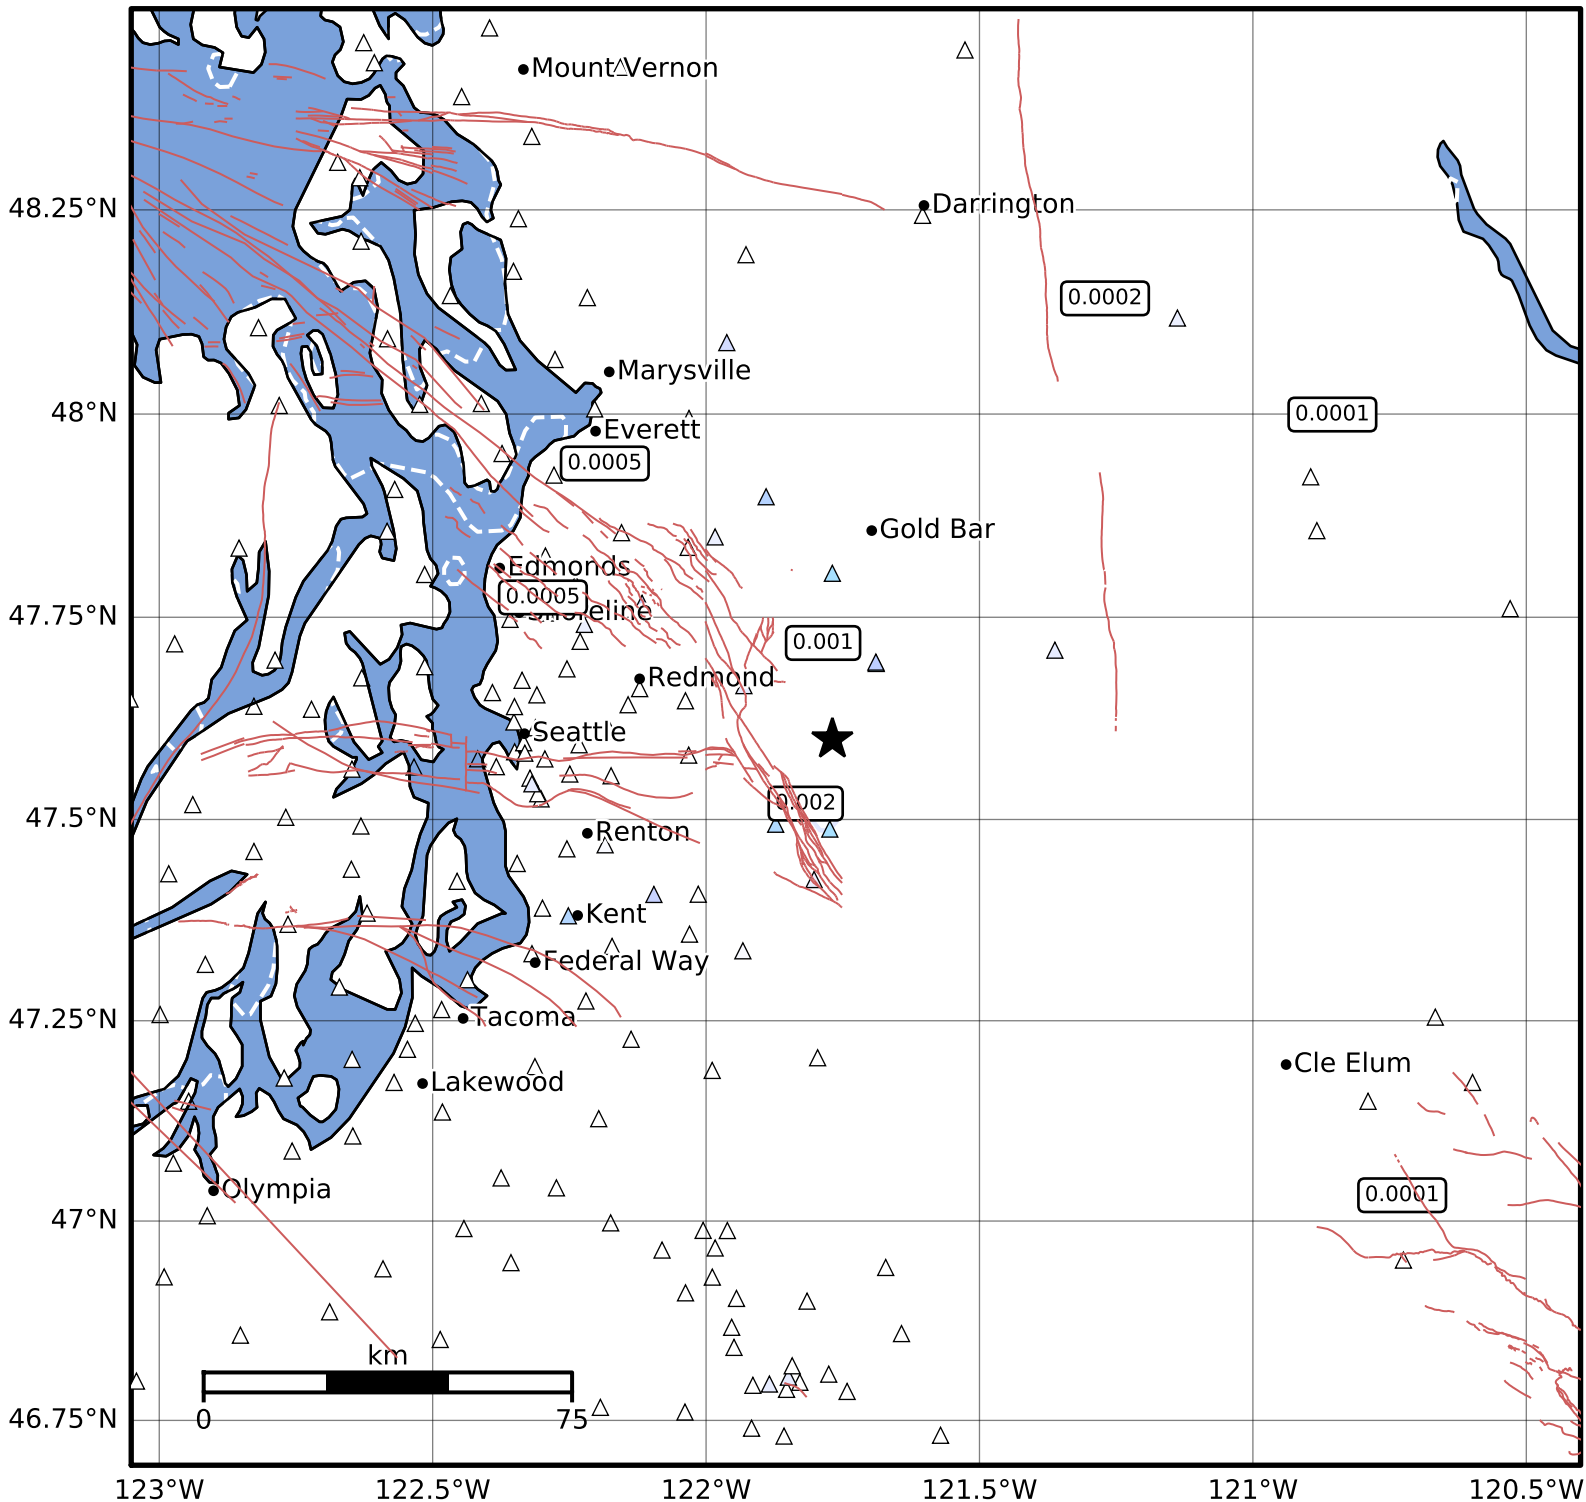 Mount Vernon
48.25°N
Darrington
0.0002
Marysville
48°N
0.0001
Everett
0.0005
Gold Bar
Edmonds
0.0005
Shoreline
47.75°N
0.001
Redmond
Seattle
0.002
47.5°N
Renton
Kent
Federal Way
47.25°N
Tacoma
Cle Elum
Lakewood
Olympia
0.0001
47°N
km
0
75
46.75°N
123°W
122.5°W
122°W
121.5°W
121°W
120.5°W